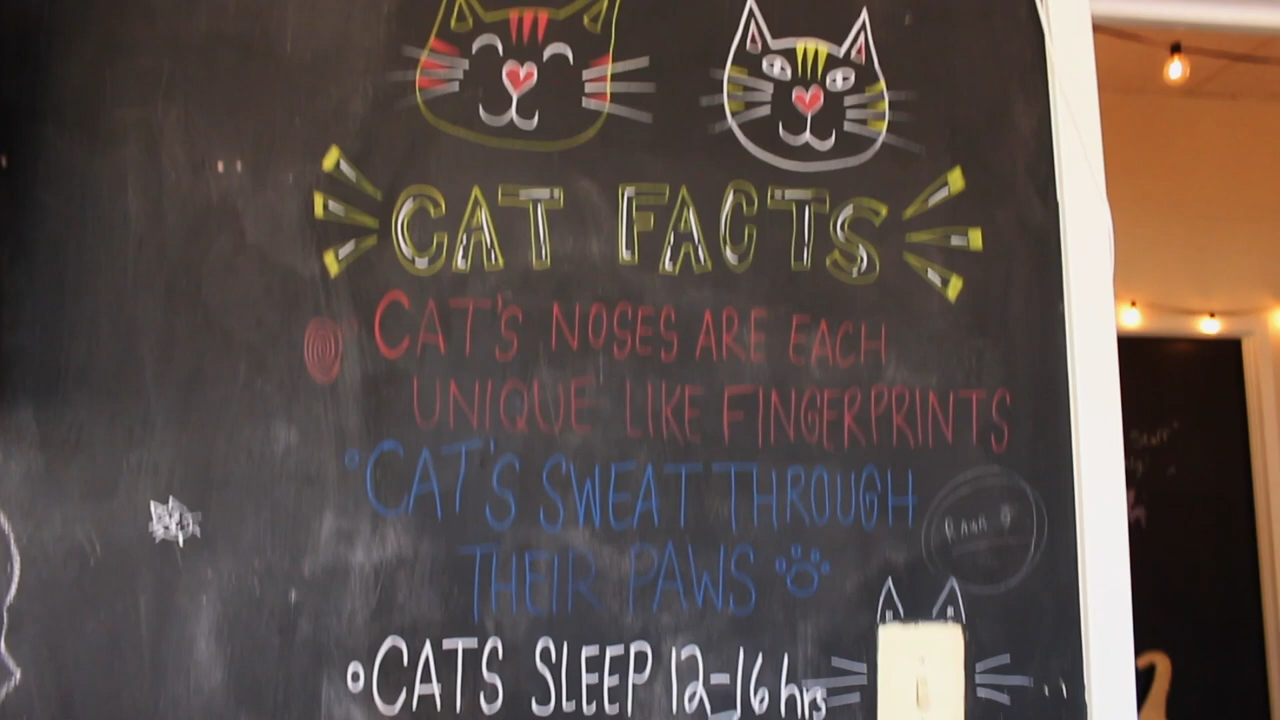 CAT FACTS
CAT'S NOSES ARE EACH
UNIQUE LIKE FINGERPRINTS
CAT'S SWEAT THROUGH
THEIR PAWS
CATS SLEEP 12-16 hrs